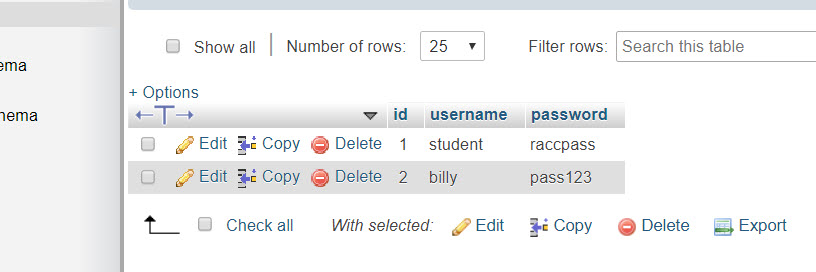 Show all Number of rows: 25 Filter rows: Search this table
ema
+ Options
id username password
hema
Edit Copy Delete 1 student raccpass
Edit Copy Delete 2 billy pass123
Check all With selected: Edit Copy Delete Export